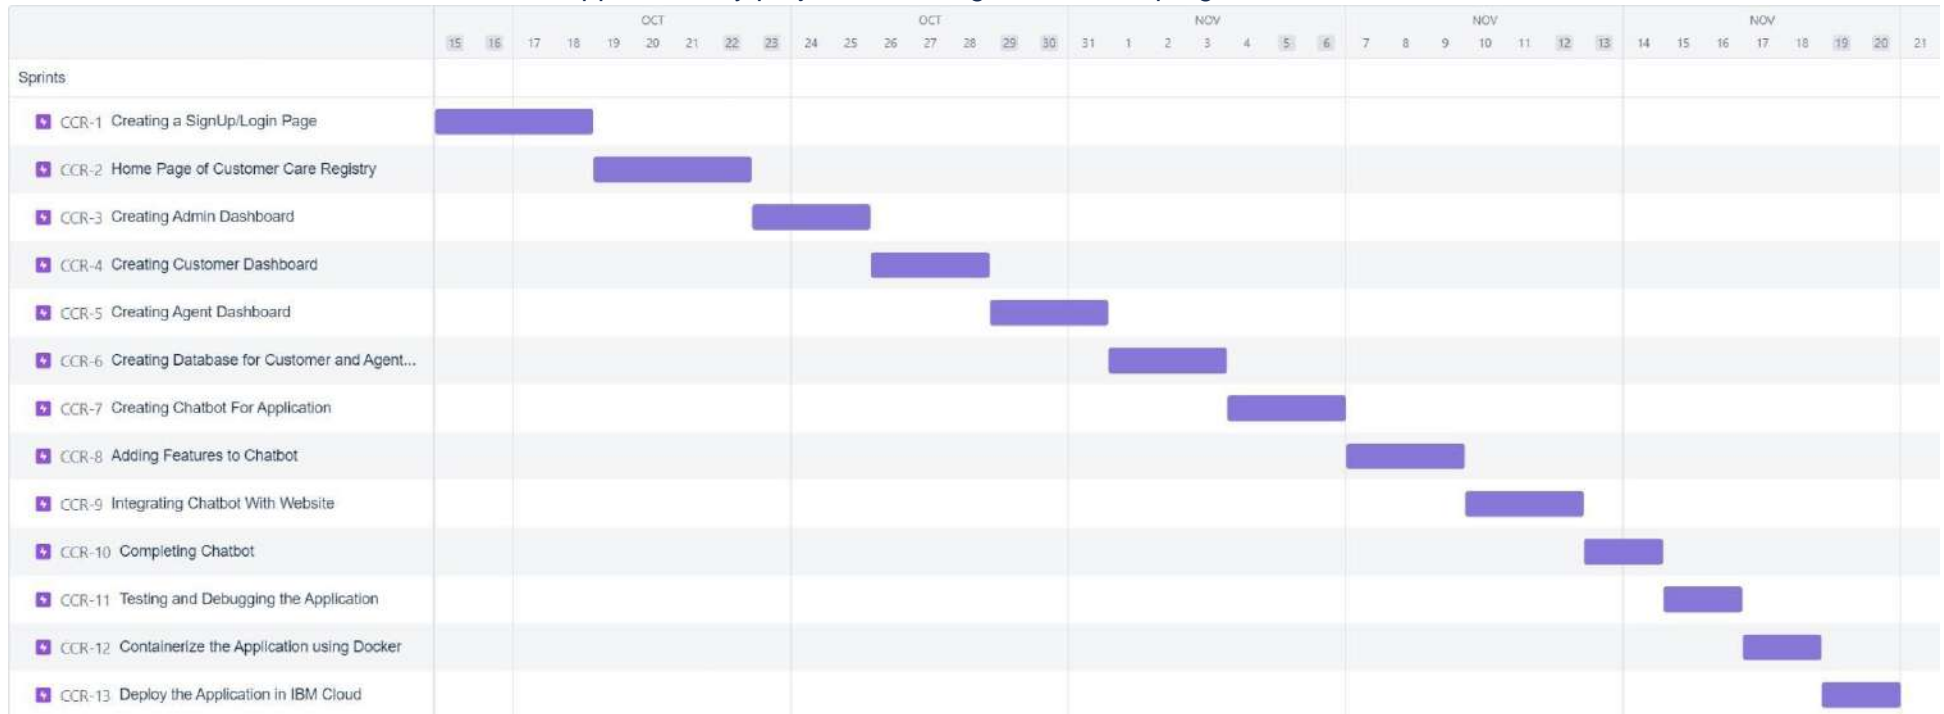 OCT OCT NOV NOV NOV
15 16 17 18 19 20 21 22 23 24 25 26 27 28 29 30 31 1 2 3 4 5 6 7 8 9 10 11 12 13 14 15 16 17 18 19 20 21
Sprints
CCR-1 Creating a SignUp/Login Page
CCR-2 Home Page of Customer Care Registry
CCR-3 Creating Admin Dashboard
CCR-4 Creating Customer Dashboard
CCR-5 Creating Agent Dashboard
CCR-6 Creating Database for Customer and Agent...
CCR-7 Creating Chatbot For Application
CCR-8 Adding Features to Chatbot
CCR-9 Integrating Chatbot With Website
CCR-10 Completing Chatbot
CCR-11 Testing and Debugging the Application
CCR-12 Containerize the Application using Docker
CCR-13 Deploy the Application in IBM Cloud